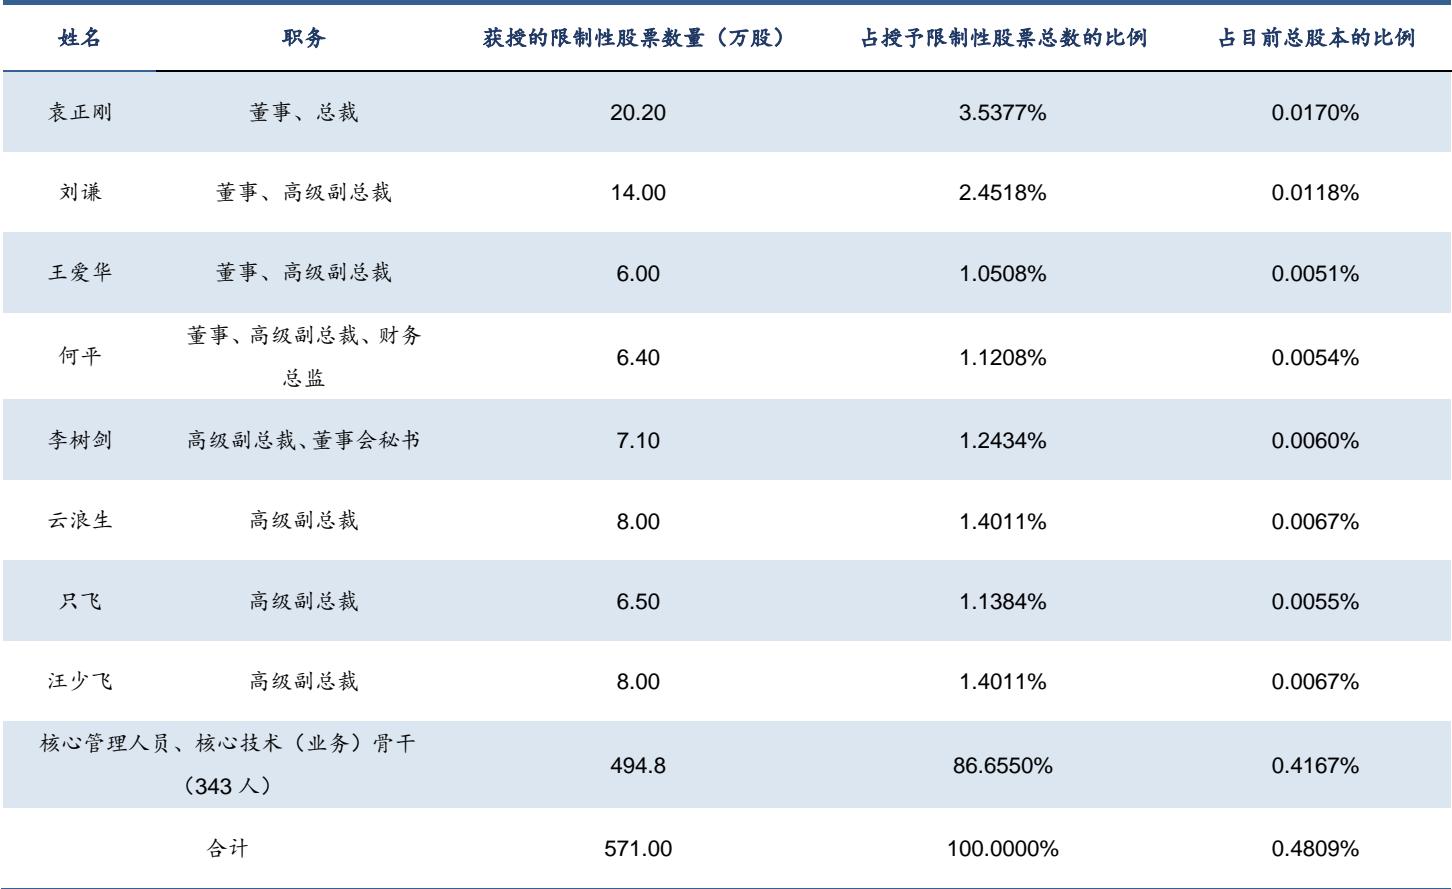 姓名 职务 获授的限制性股票数量（万股） 占授予限制性股票总数的比例 占目前总股本的比例
袁正刚 董事、总裁 20.20 3.5377% 0.0170%
刘谦 董事、高级副总裁 14.00 2.4518% 0.0118%
王爱华 董事、高级副总裁 6.00 1.0508% 0.0051%
何平 董事、高级副总裁、财务
总监 6.40 1.1208% 0.0054%
李树剑 高级副总裁、董事会秘书 7.10 1.2434% 0.0060%
云浪生 高级副总裁 8.00 1.4011% 0.0067%
只飞 高级副总裁 6.50 1.1384% 0.0055%
汪少飞 高级副总裁 8.00 1.4011% 0.0067%
核心管理人员、核心技术（业务）骨干
（343 人） 494.8 86.6550% 0.4167%
合计 571.00 100.0000% 0.4809%